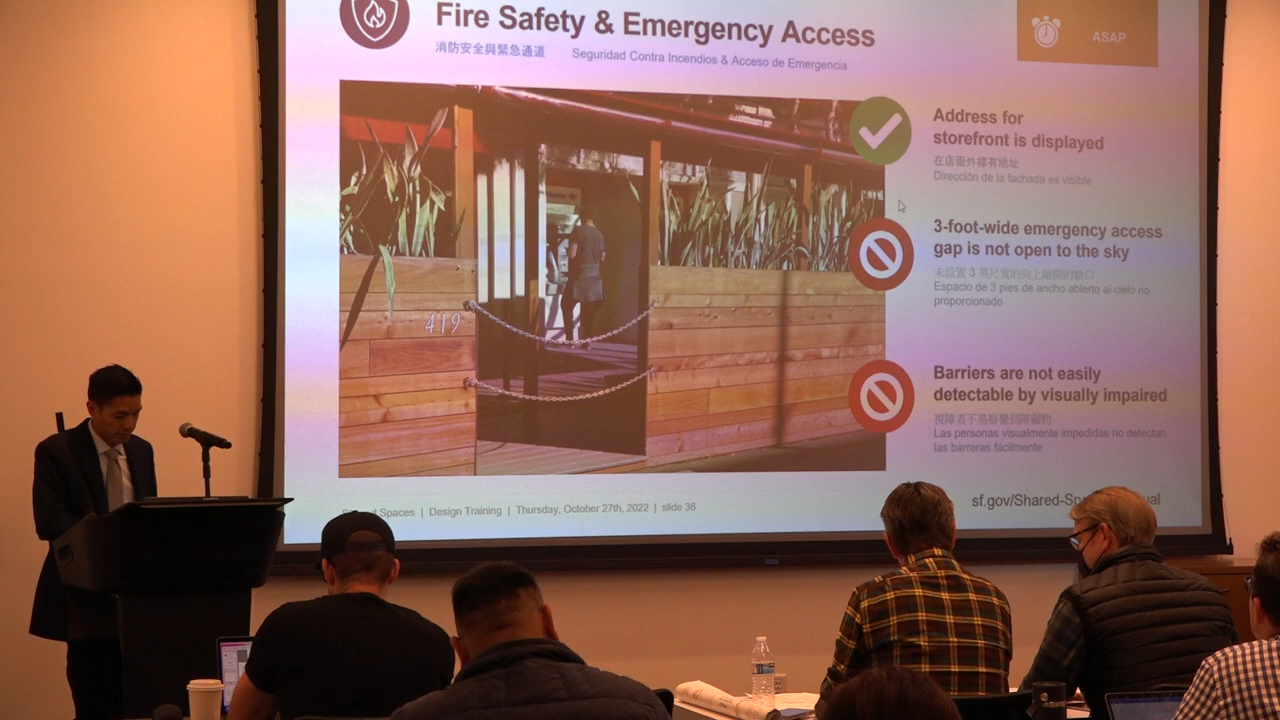 Fire Safety & Emergency Access
消防安全與緊急通道 Seguridad Contra Incendios & Acceso de Emergencia
ASAP
Address for
storefront is displayed
在店面外標有地址
Dirección de la fachada es visible
3-foot-wide emergency access
gap is not open to the sky
未設置 3 英尺寬的向上敞開的缺口
Espacio de 3 pies de ancho abierto al cielo no
proporcionado
419
Barriers are not easily
detectable by visually impaired
視障者不易察覺到障礙物
Las personas visualmente impedidas no detectan
las barreras fácilmente
Spaces | Design Training | Thursday, October 27th, 2022 | slide 36
sf.gov/Shared-Sp